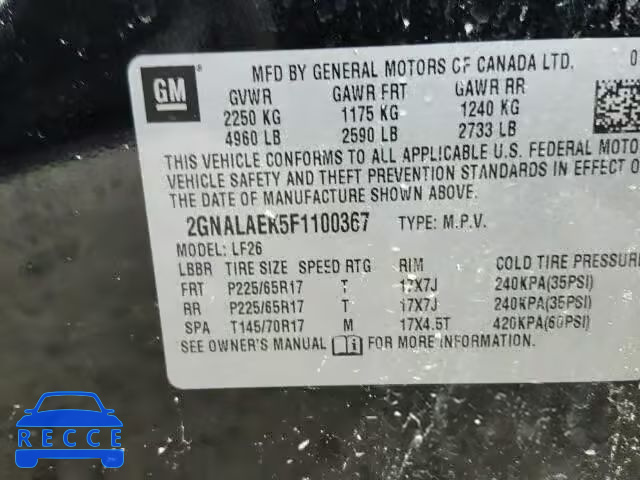 GM
MFD BY GENERAL MOTORS OF CANADA LTD. 0
GVWR GAWR FRT GAWR RR
2250 KG 1175 KG 1240 KG
4960 LB 2590 LB 2733 LB
THIS VEHICLE CONFORMS TO ALL APPLICABLE U.S. FEDERAL MOTO
VEHICLE SAFETY AND THEFT PREVENTION STANDARDS IN EFFECT O
THE DATE OF MANUFACTURE SHOWN ABOVE.
2GNALAEK5F1100367 TYPE: M.P.V.
MODEL: LF26
LBBR TIRE SIZE SPEED RTG RIM COLD TIRE PRESSURE
FRT P225/65R17 T 17X7J 240KPA(35PSI)
RR P225/65R17 T 17X7J 240KPA(35PSI)
SPA T145/70R17 M 17X4.5T 420KPA(60PSI)
SEE OWNER'S MANUAL FOR MORE INFORMATION.
RECCE